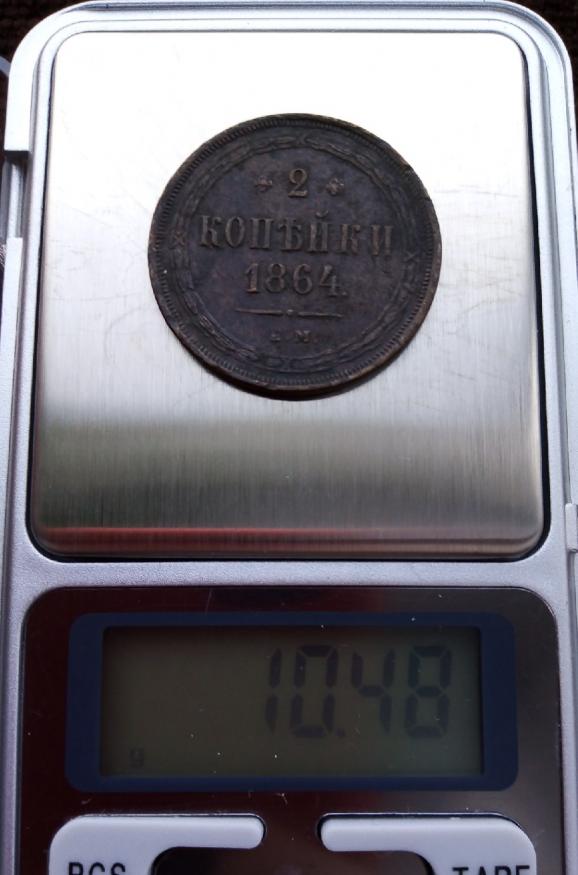 2
КОПѢЙКИ
1864.
Е.М.
10.48
g
PCS
TARE